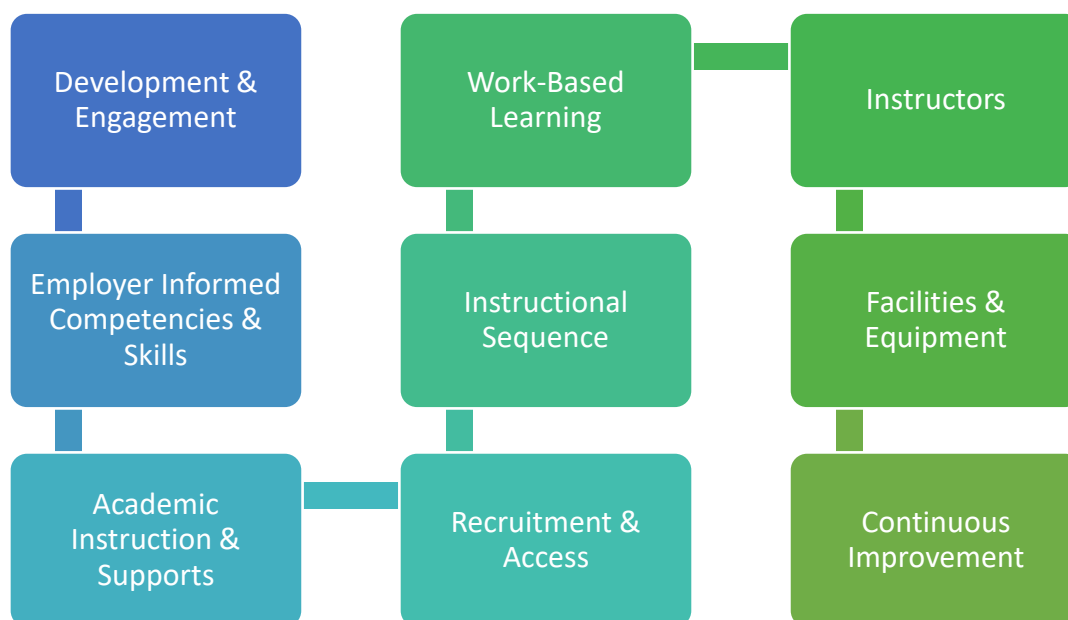 Development &
Engagement
Employer Informed
Competencies &
Skills
Academic
Instruction &
Supports
Recruitment &
Access
Instructional
Sequence
Work-Based
Learning
Instructors
Facilities &
Equipment
Continuous
Improvement